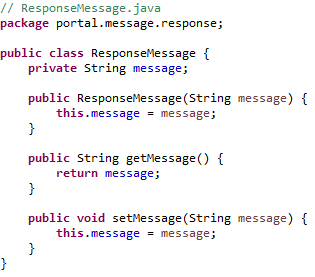 // ResponseMessage.java
package portal.message.response;

public class ResponseMessage {
    private String message;

    public ResponseMessage(String message) {
        this.message = message;
    }

    public String getMessage() {
        return message;
    }

    public void setMessage(String message) {
        this.message = message;
    }
}